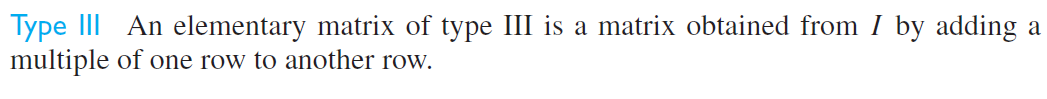 Type III An elementary matrix of type III is a matrix obtained from I by adding a
multiple of one row to another row.